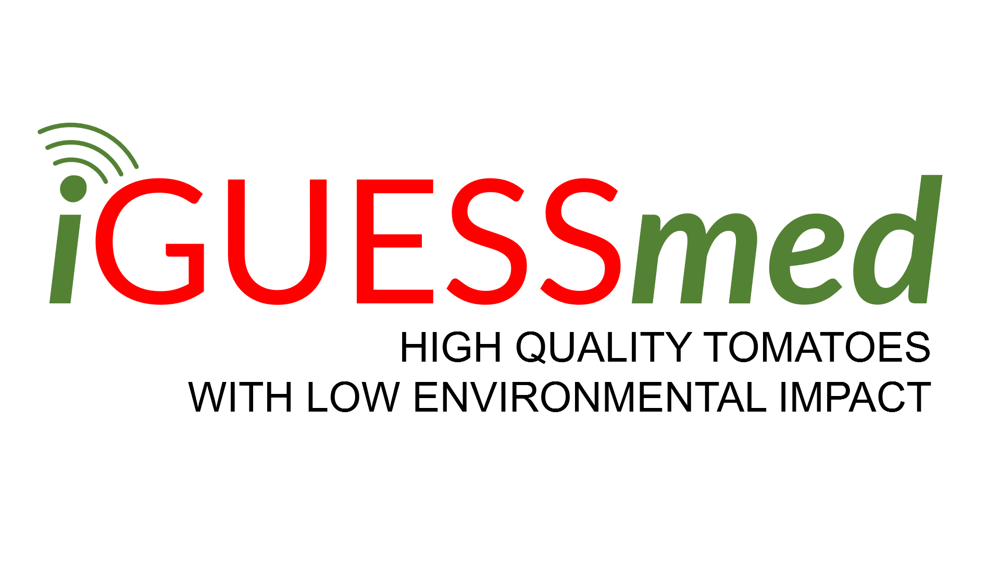 iGUESSmed
HIGH QUALITY TOMATOES
WITH LOW ENVIRONMENTAL IMPACT